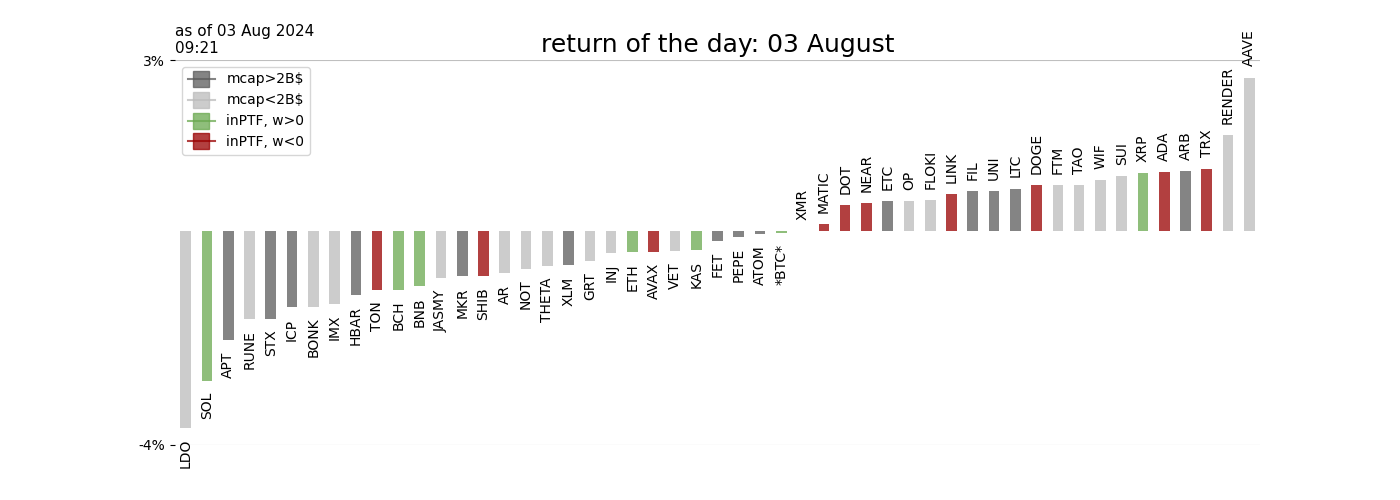 as of 03 Aug 2024
09:21
return of the day: 03 August
3%
-4%
mcap>2B$
mcap<2B$
inPTF, w>0
inPTF, w<0
LDO
SOL
APT
RUNE
STX
ICP
BONK
IMX
HBAR
TON
BCH
BNB
JASMY
MKR
SHIB
AR
NOT
THETA
XLM
GRT
INJ
ETH
AVAX
VET
KAS
FET
PEPE
ATOM
*BTC*
XMR
MATIC
DOT
NEAR
ETC
OP
FLOKI
LINK
FIL
UNI
LTC
DOGE
FTM
TAO
WIF
SUI
XRP
ADA
ARB
TRX
RENDER
AAVE